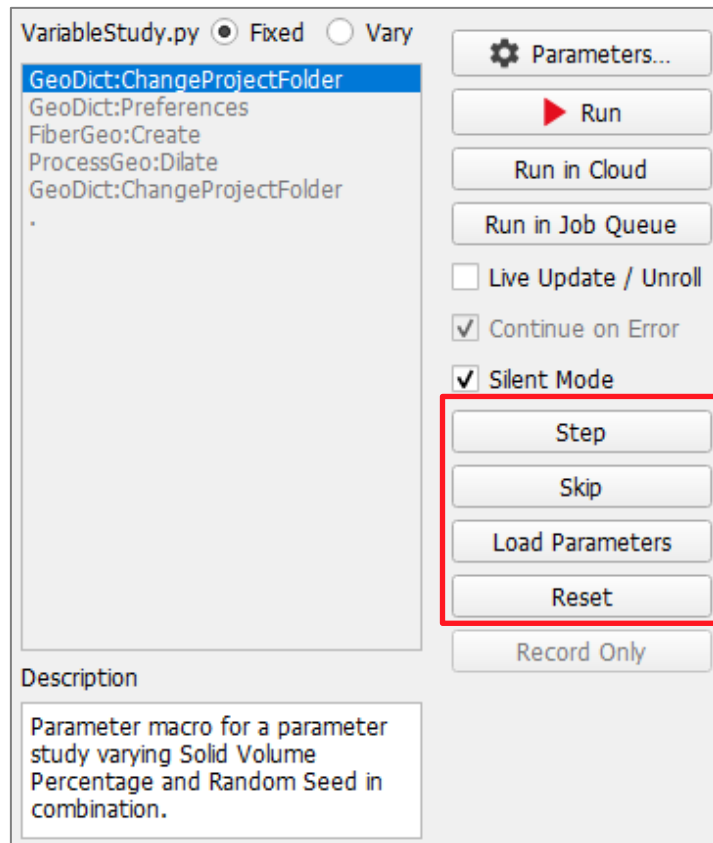 VariableStudy.py Fixed Vary
GeoDict:ChangeProjectFolder
GeoDict:Preferences
FiberGeo:Create
ProcessGeo:Dilate
GeoDict:ChangeProjectFolder
.
Parameters...
Run
Run in Cloud
Run in Job Queue
Live Update / Unroll
Continue on Error
Silent Mode
Step
Skip
Load Parameters
Reset
Record Only
Description
Parameter macro for a parameter
study varying Solid Volume
Percentage and Random Seed in
combination.